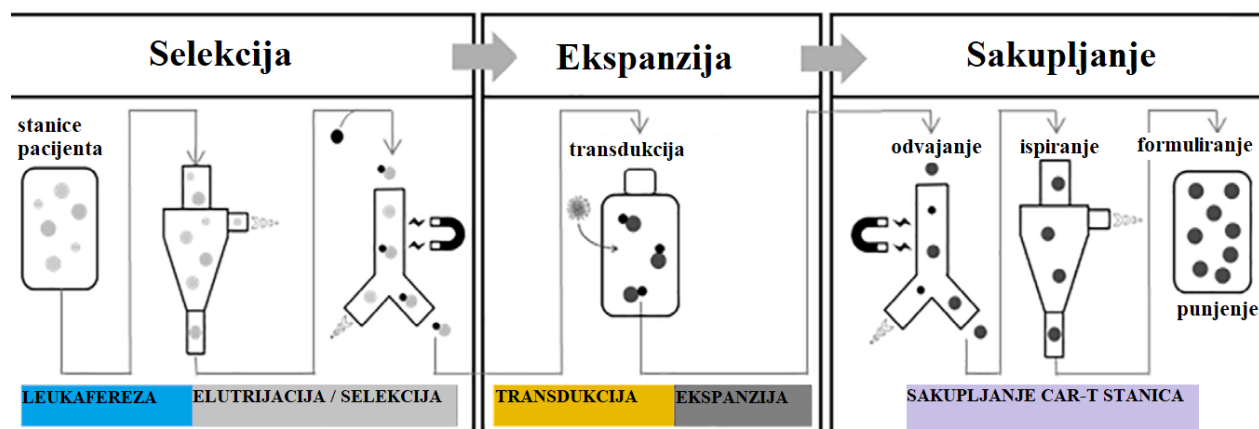 Selekcija
Ekspanzija
Sakupljanje
stanice
pacijenta
transdukcija
odvajanje
ispiranje
formuliranje
punjenje
LEUKAFEREZA
ELUTRIJACIJA / SELEKCIJA
TRANSDUKCIJA
EKSPANZIJA
SAKUPLJANJE CAR-T STANICA